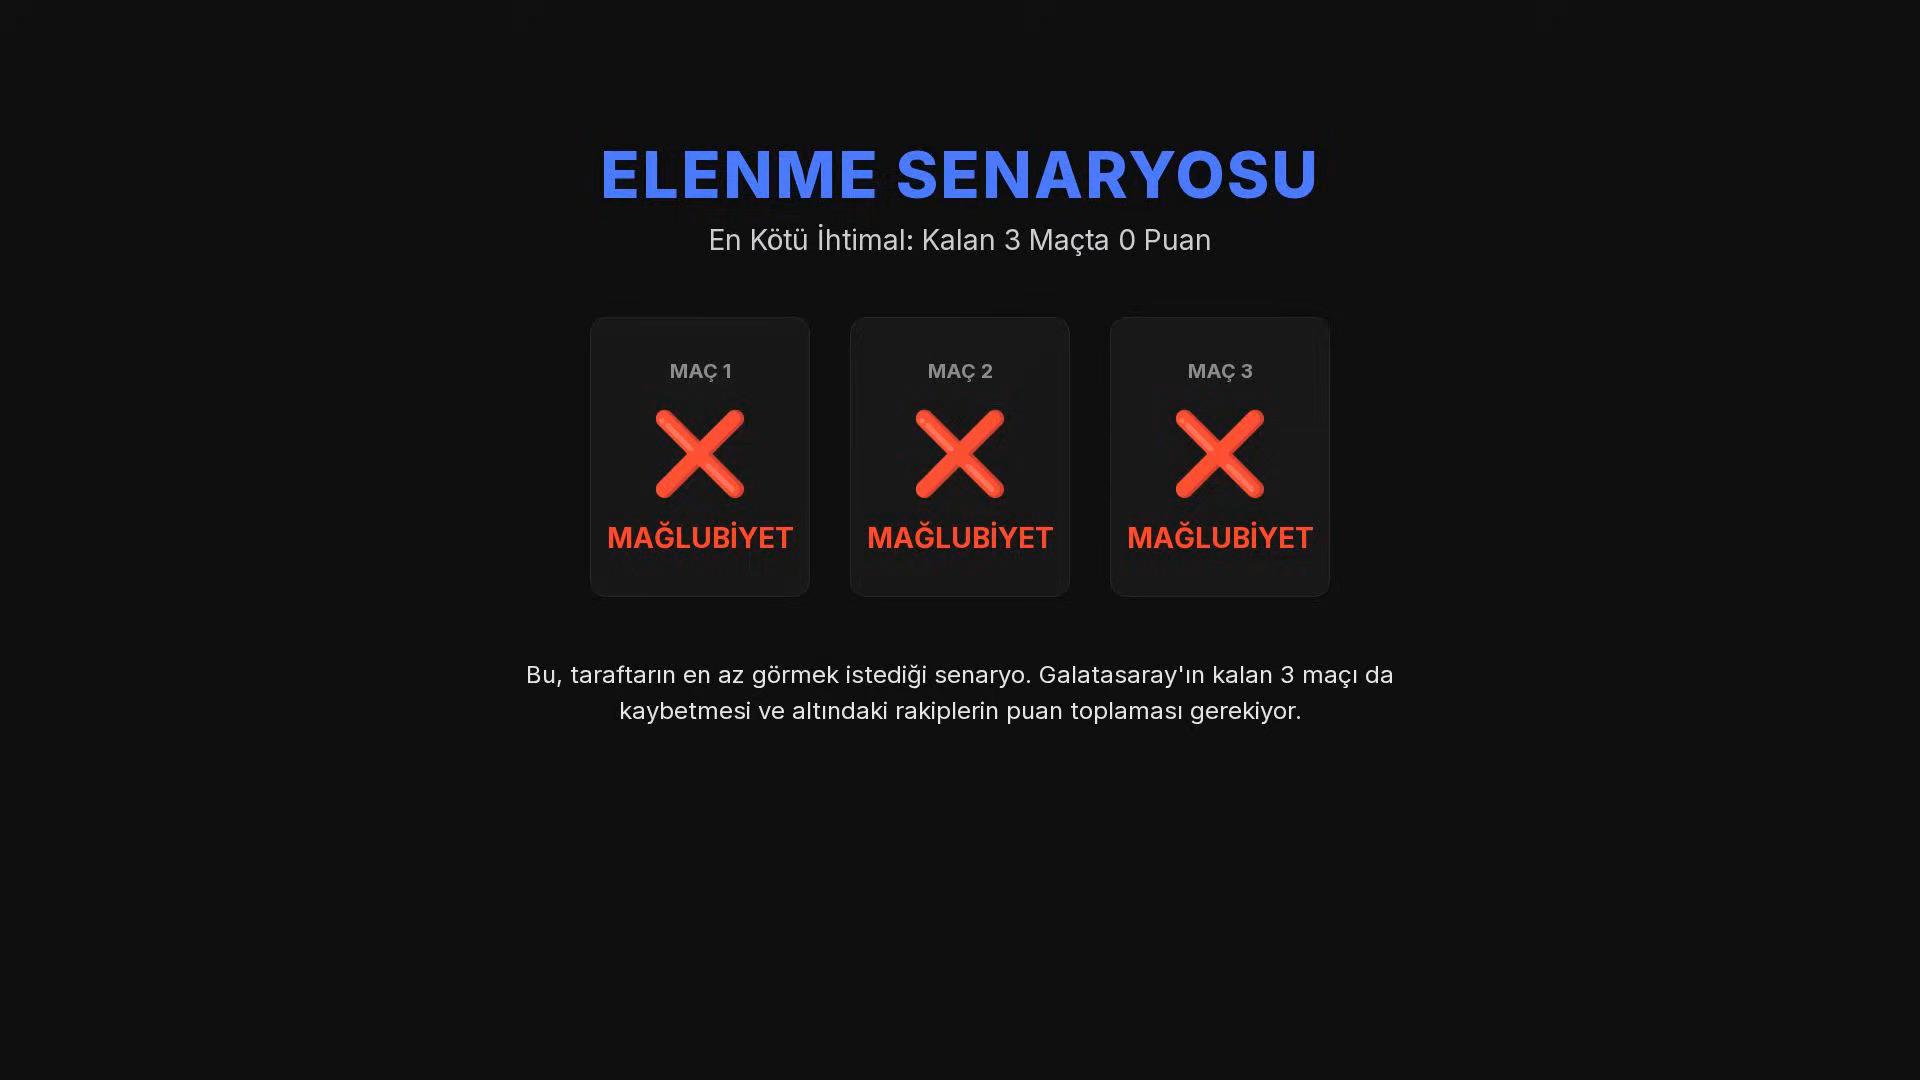 ELENME SENARYOSU
En Kötü İhtimal: Kalan 3 Maçta 0 Puan
MAÇ 1
MAĞLUBİYET
MAÇ 2
MAĞLUBİYET
MAÇ 3
MAĞLUBİYET
Bu, taraftarın en az görmek istediği senaryo. Galatasaray'ın kalan 3 maçı da
kaybetmesi ve altındaki rakiplerin puan toplaması gerekiyor.